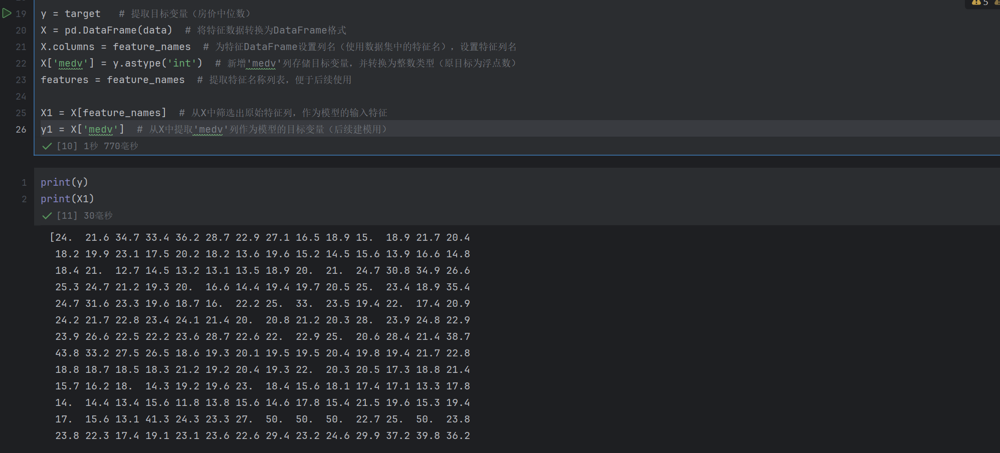 5
19 y = target   # 提取目标变量（房价中位数）
20 X = pd.DataFrame(data)  # 将特征数据转换为DataFrame格式
21 X.columns = feature_names  # 为特征DataFrame设置列名（使用数据集中的特征名），设置特征列名
22 X['medv'] = y.astype('int')  # 新增'medv'列存储目标变量，并转换为整数类型（原目标为浮点数）
23 features = feature_names  # 提取特征名称列表，便于后续使用
24
25 X1 = X[feature_names]  # 从X中筛选出原始特征列，作为模型的输入特征
26 y1 = X['medv']  # 从X中提取'medv'列作为模型的目标变量（后续建模用）
[10] 1秒 770毫秒
1 print(y)
2 print(X1)
[11] 30毫秒
[24.  21.6 34.7 33.4 36.2 28.7 22.9 27.1 16.5 18.9 15.  18.9 21.7 20.4
18.2 19.9 23.1 17.5 20.2 18.2 13.6 19.6 15.2 14.5 15.6 13.9 16.6 14.8
18.4 21.  12.7 14.5 13.2 13.1 13.5 18.9 20.  21.  24.7 30.8 34.9 26.6
25.3 24.7 21.2 19.3 20.  16.6 14.4 19.4 19.7 20.5 25.  23.4 18.9 35.4
24.7 31.6 23.3 19.6 18.7 16.  22.2 25.  33.  23.5 19.4 22.  17.4 20.9
24.2 21.7 22.8 23.4 24.1 21.4 20.  20.8 21.2 20.3 28.  23.9 24.8 22.9
23.9 26.6 22.5 22.2 23.6 28.7 22.6 22.  22.9 25.  20.6 28.4 21.4 38.7
43.8 33.2 27.5 26.5 18.6 19.3 20.1 19.5 19.5 20.4 19.8 19.4 21.7 22.8
18.8 18.7 18.5 18.3 21.2 19.2 20.4 19.3 22.  20.3 20.5 17.3 18.8 21.4
15.7 16.2 18.  14.3 19.2 19.6 23.  18.4 15.6 18.1 17.4 17.1 13.3 17.8
14.  14.4 13.4 15.6 11.8 13.8 15.6 14.6 17.8 15.4 21.5 19.6 15.3 19.4
17.  15.6 13.1 41.3 24.3 23.3 27.  50.  50.  50.  22.7 25.  50.  23.8
23.8 22.3 17.4 19.1 23.1 23.6 22.6 29.4 23.2 24.6 29.9 37.2 39.8 36.2